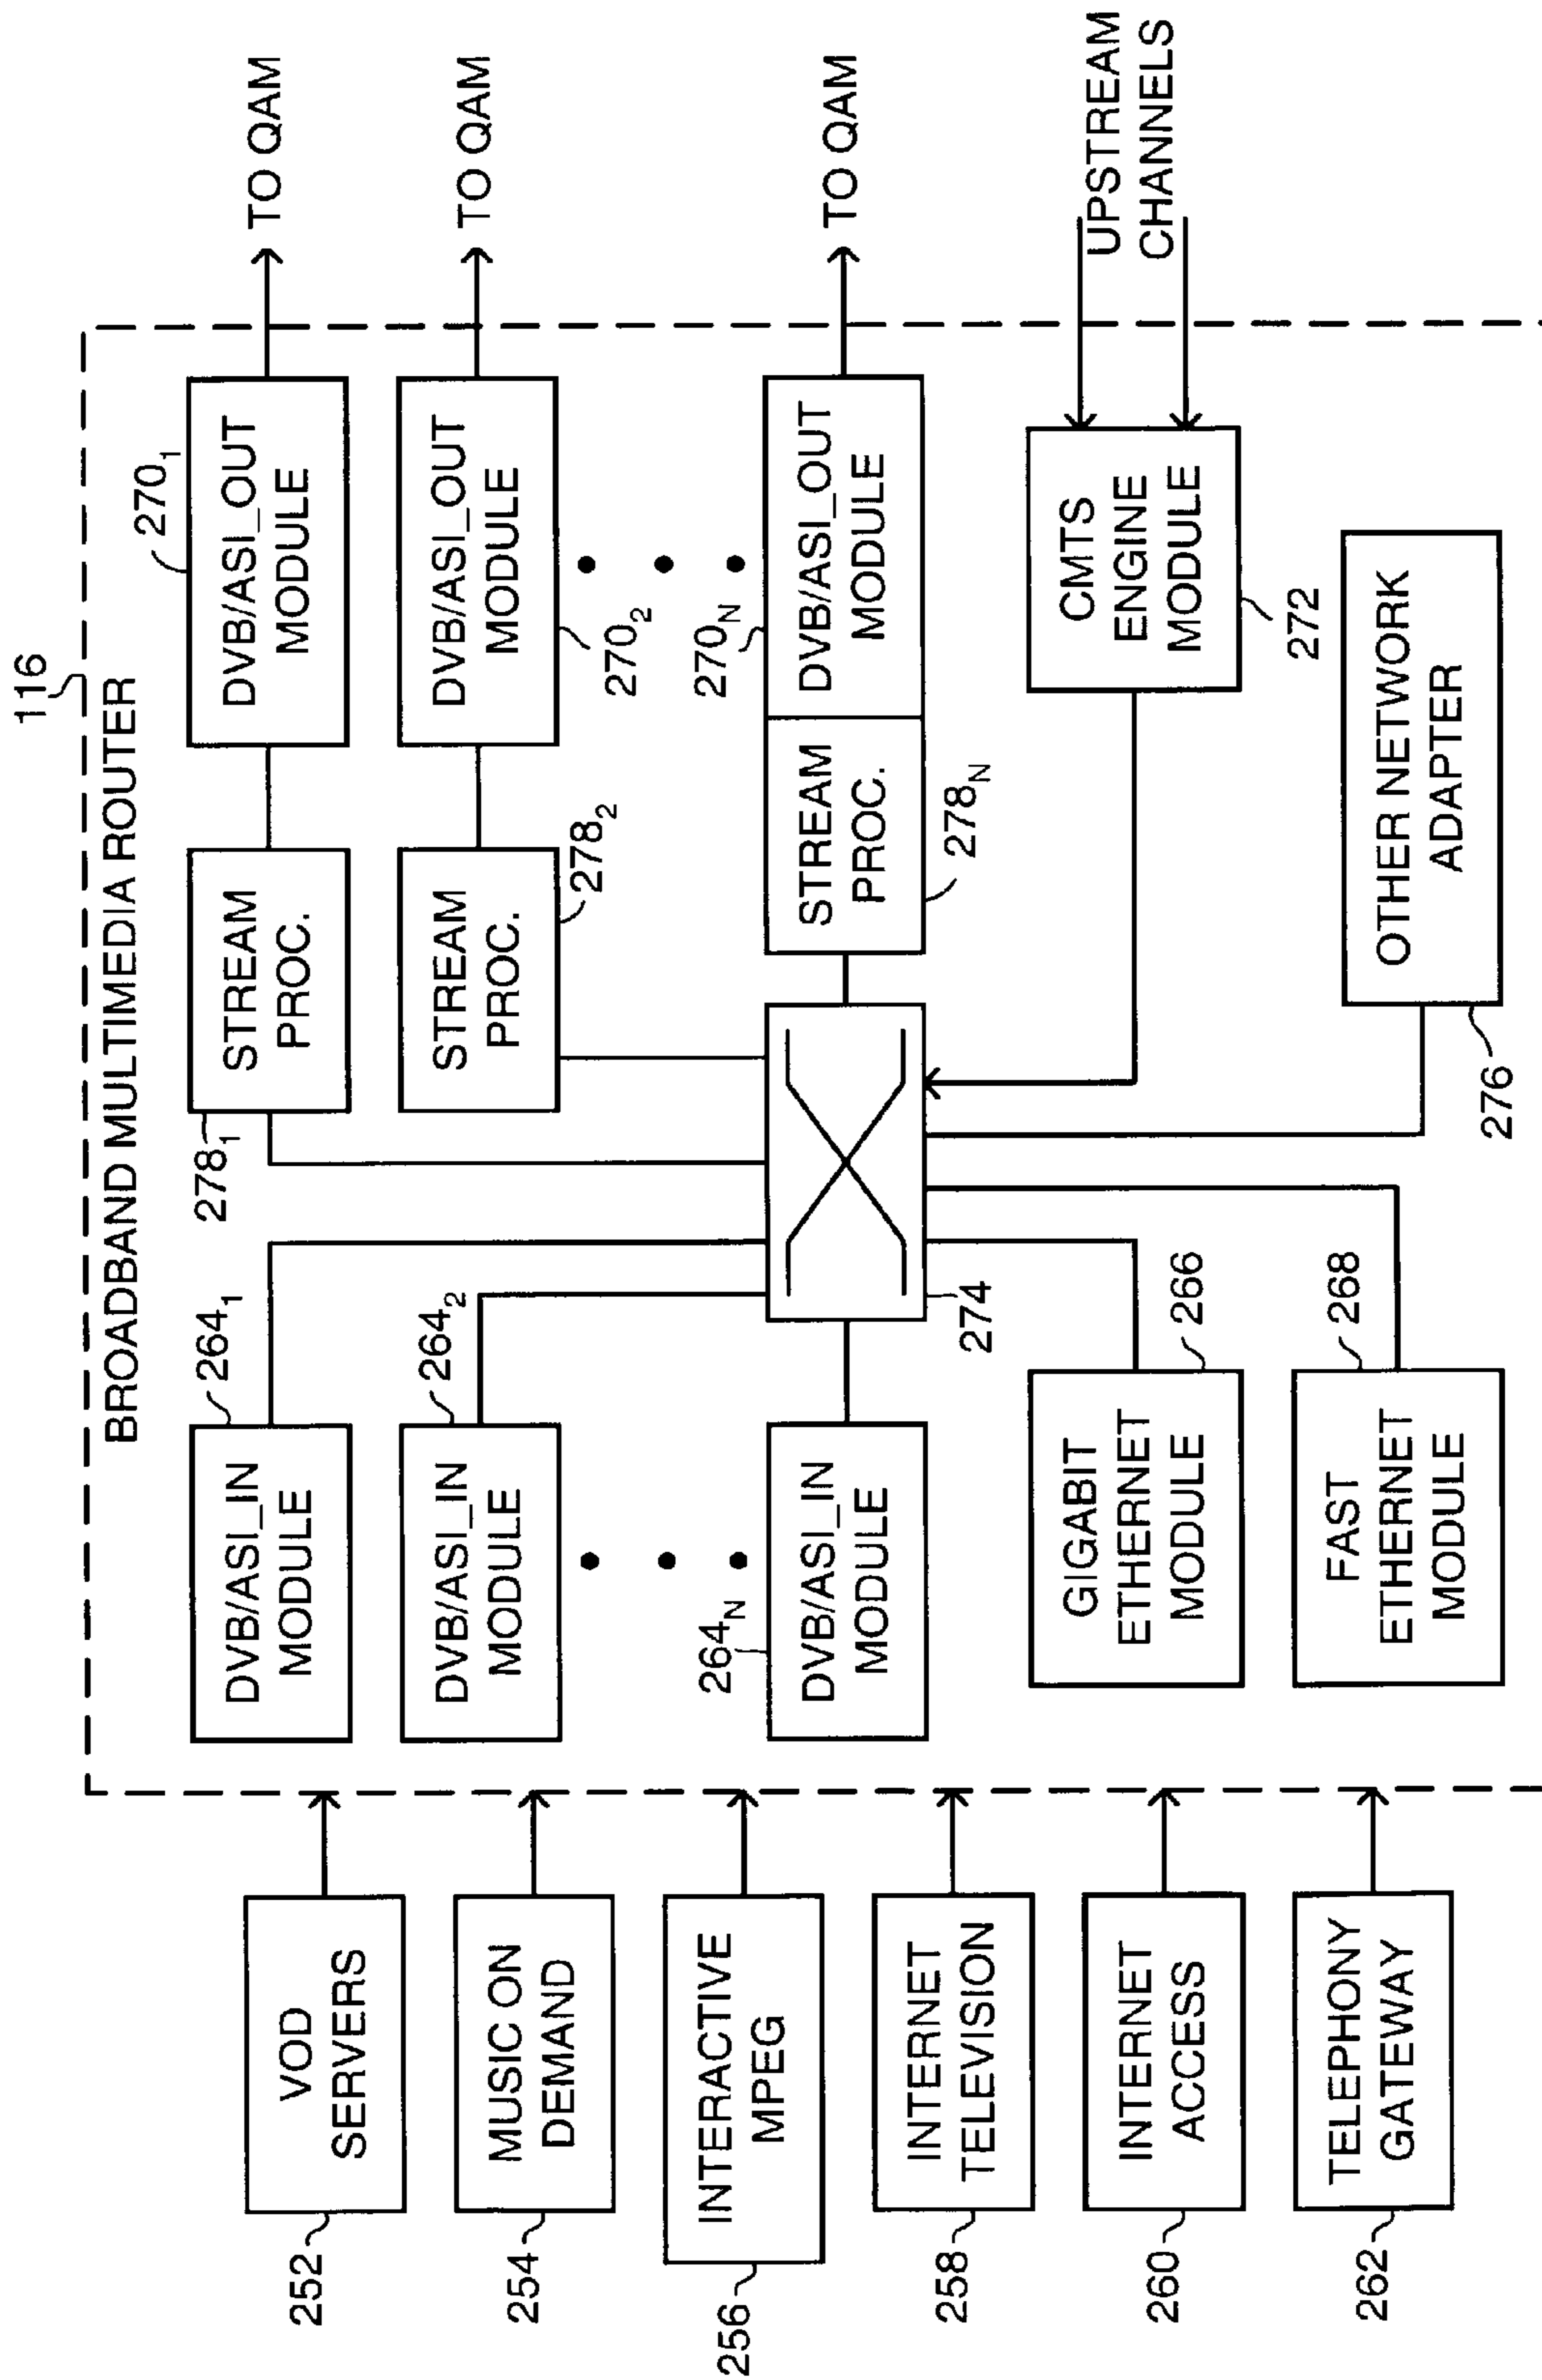 116
BROADBAND MULTIMEDIA ROUTER
252
VOD
SERVERS
254
MUSIC ON
DEMAND
256
INTERACTIVE
MPEG
258
INTERNET
TELEVISION
260
INTERNET
ACCESS
262
TELEPHONY
GATEWAY
264₁
DVB/ASI_IN
MODULE
264₂
DVB/ASI_IN
MODULE
264N
DVB/ASI_IN
MODULE
GIGABIT
ETHERNET
MODULE
266
FAST
ETHERNET
MODULE
268
274
278₁
STREAM
PROC.
STREAM
PROC.
278₂
STREAM
PROC.
278N
270₁
DVB/ASI_OUT
MODULE
DVB/ASI_OUT
MODULE
270₂
270N
DVB/ASI_OUT
MODULE
CMTS
ENGINE
MODULE
272
OTHER NETWORK
ADAPTER
276
TO QAM
TO QAM
TO QAM
UPSTREAM
CHANNELS